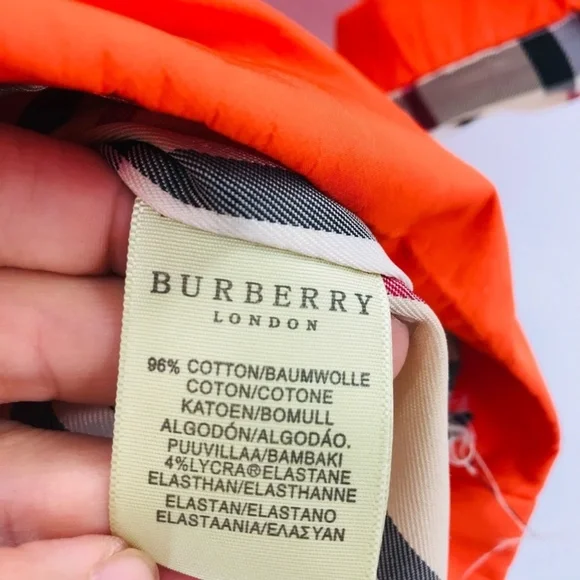 BURBERRY
LONDON
96% COTTON/BAUMWOLLE
COTON/COTONE
KATOEN/BOMULL
ALGODÓN/ALGODÁO.
PUUVILLAA/BAMBAKI
4%LYCRA®ELASTANE
ELASTHAN/ELASTHANNE
ELASTAN/ELASTANO
ELASTAANIA/ΕΛΑΣΥΑΝ